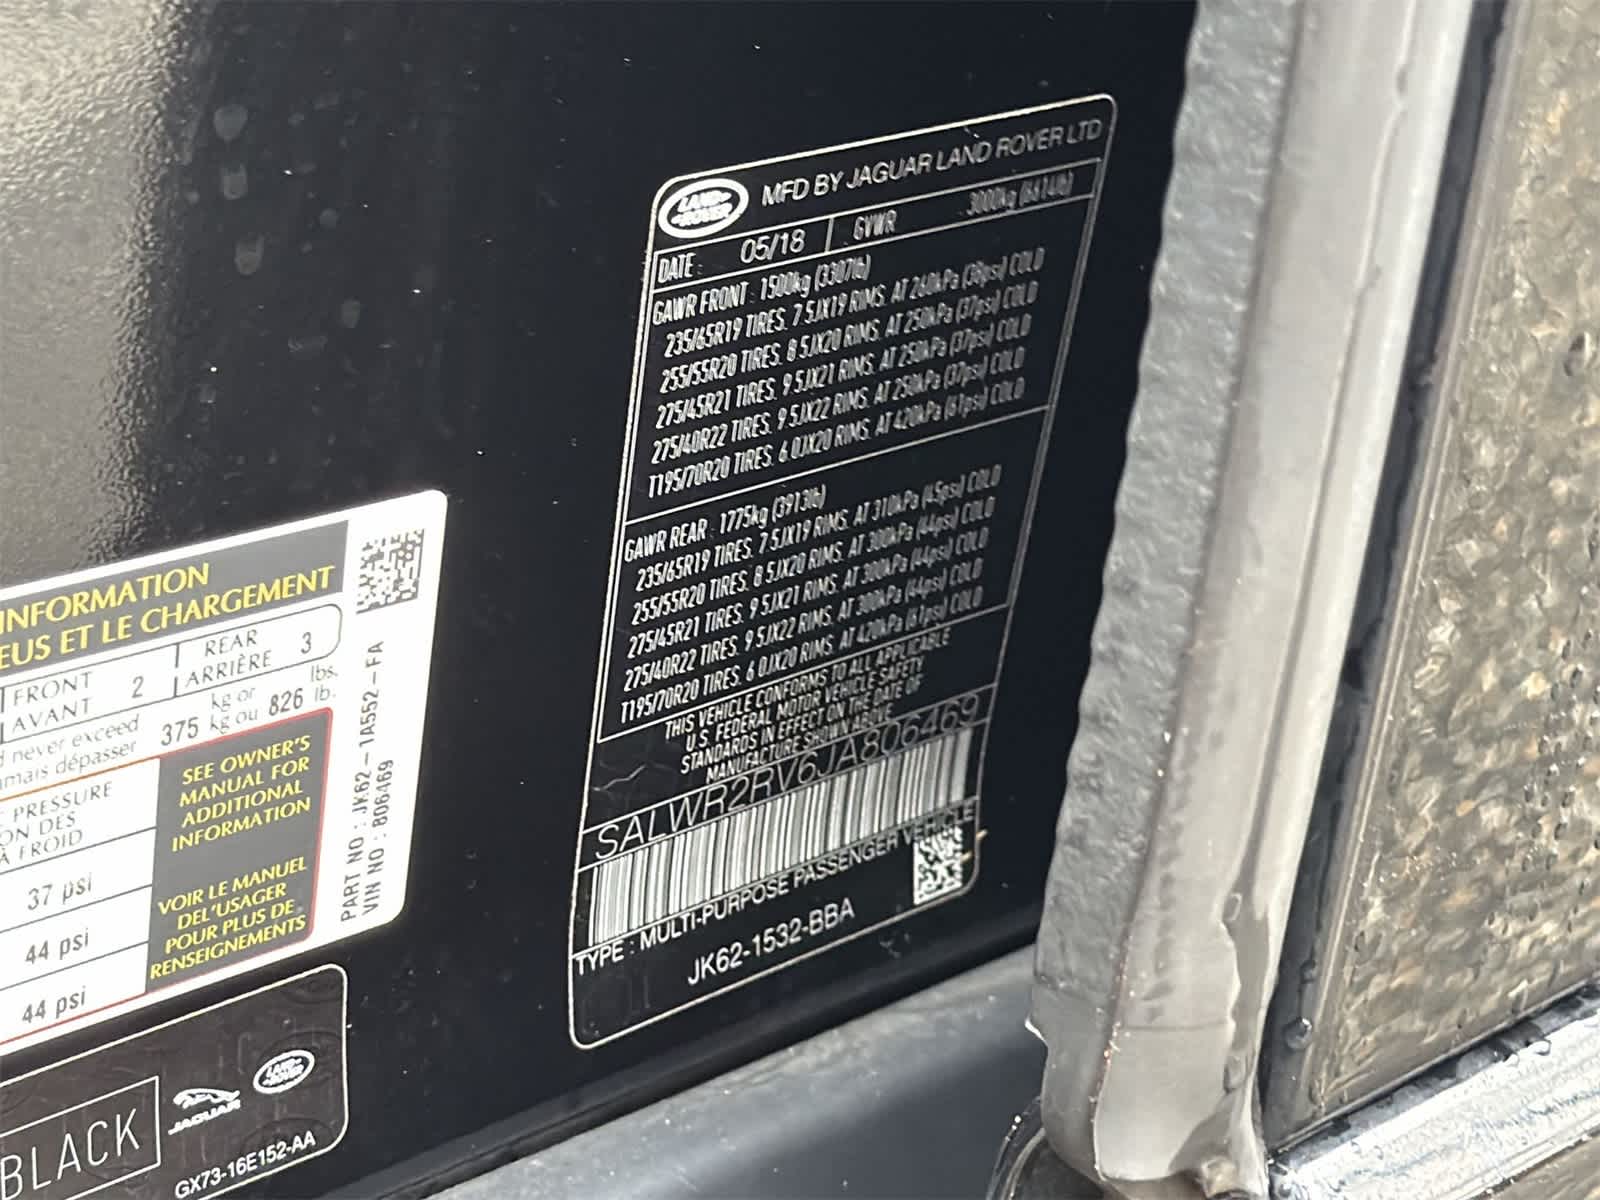 LAND ROVER
MFD BY JAGUAR LAND ROVER LTD
DATE: 05/18 GVWR : 3000kg (6614lb)
GAWR FRONT : 1500kg (3307lb)
235/65R19 TIRES. 7.5JX19 RIMS. AT 260kPa (38psi) COLD
255/55R20 TIRES. 8.5JX20 RIMS. AT 250kPa (37psi) COLD
275/45R21 TIRES. 9.5JX21 RIMS. AT 250kPa (37psi) COLD
275/40R22 TIRES. 9.5JX22 RIMS. AT 250kPa (37psi) COLD
T195/70R20 TIRES. 6.0JX20 RIMS. AT 420kPa (61psi) COLD
GAWR REAR : 1775kg (3913lb)
235/65R19 TIRES. 7.5JX19 RIMS. AT 310kPa (45psi) COLD
255/55R20 TIRES. 8.5JX20 RIMS. AT 300kPa (44psi) COLD
275/45R21 TIRES. 9.5JX21 RIMS. AT 300kPa (44psi) COLD
275/40R22 TIRES. 9.5JX22 RIMS. AT 300kPa (44psi) COLD
T195/70R20 TIRES. 6.0JX20 RIMS. AT 420kPa (61psi) COLD
THIS VEHICLE CONFORMS TO ALL APPLICABLE
U.S. FEDERAL MOTOR VEHICLE SAFETY
STANDARDS IN EFFECT ON THE DATE OF
MANUFACTURE SHOWN ABOVE
SALWR2RV6JA806469
TYPE : MULTI-PURPOSE PASSENGER VEHICLE
JK62-1532-BBA
INFORMATION
EUS ET LE CHARGEMENT
FRONT
AVANT 2
REAR
ARRIÈRE 3
d never exceed
amais dépasser 375 kg or
kg ou 826 lbs.
lb.
PRESSURE
ON DES
À FROID
37 psi
44 psi
44 psi
SEE OWNER'S
MANUAL FOR
ADDITIONAL
INFORMATION
VOIR LE MANUEL
DEL'USAGER
POUR PLUS DE
RENSEIGNEMENTS
PART NO : JK62-1A552-FA
VIN NO : 806469
BLACK
JAGUAR
LAND ROVER
GX73-16E152-AA